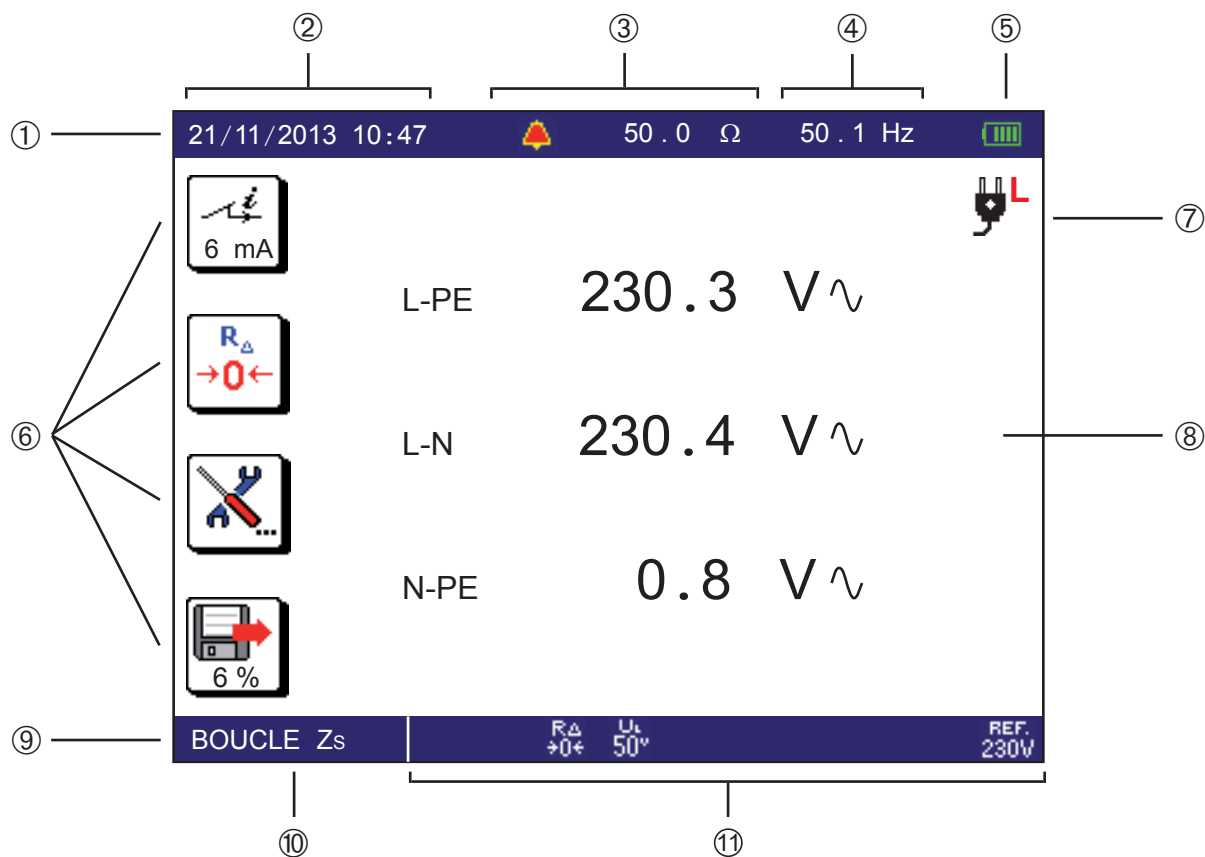 ② ③ ④ ⑤
① 21/11/2013 10:47 50.0 Ω 50.1 Hz
i
6 mA
L ⑦
L-PE 230.3 V
RΔ
→0←
⑥ L-N 230.4 V ⑧
...
N-PE 0.8 V
6 %
⑨ BOUCLE Zs RΔ →0← UL 50V REF. 230V
⑩ ⑪